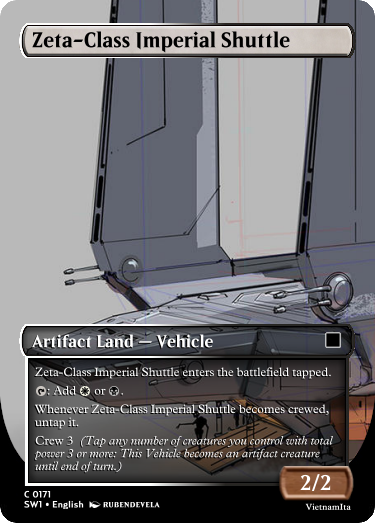 Zeta-Class Imperial Shuttle
Artifact Land — Vehicle
Zeta-Class Imperial Shuttle enters the battlefield tapped.
: Add or .
Whenever Zeta-Class Imperial Shuttle becomes crewed,
untap it.
Crew 3 (Tap any number of creatures you control with total
power 3 or more: This Vehicle becomes an artifact creature
until end of turn.)
2/2
C 0171
SW1 • English RUBENDEVELA
VietnamIta